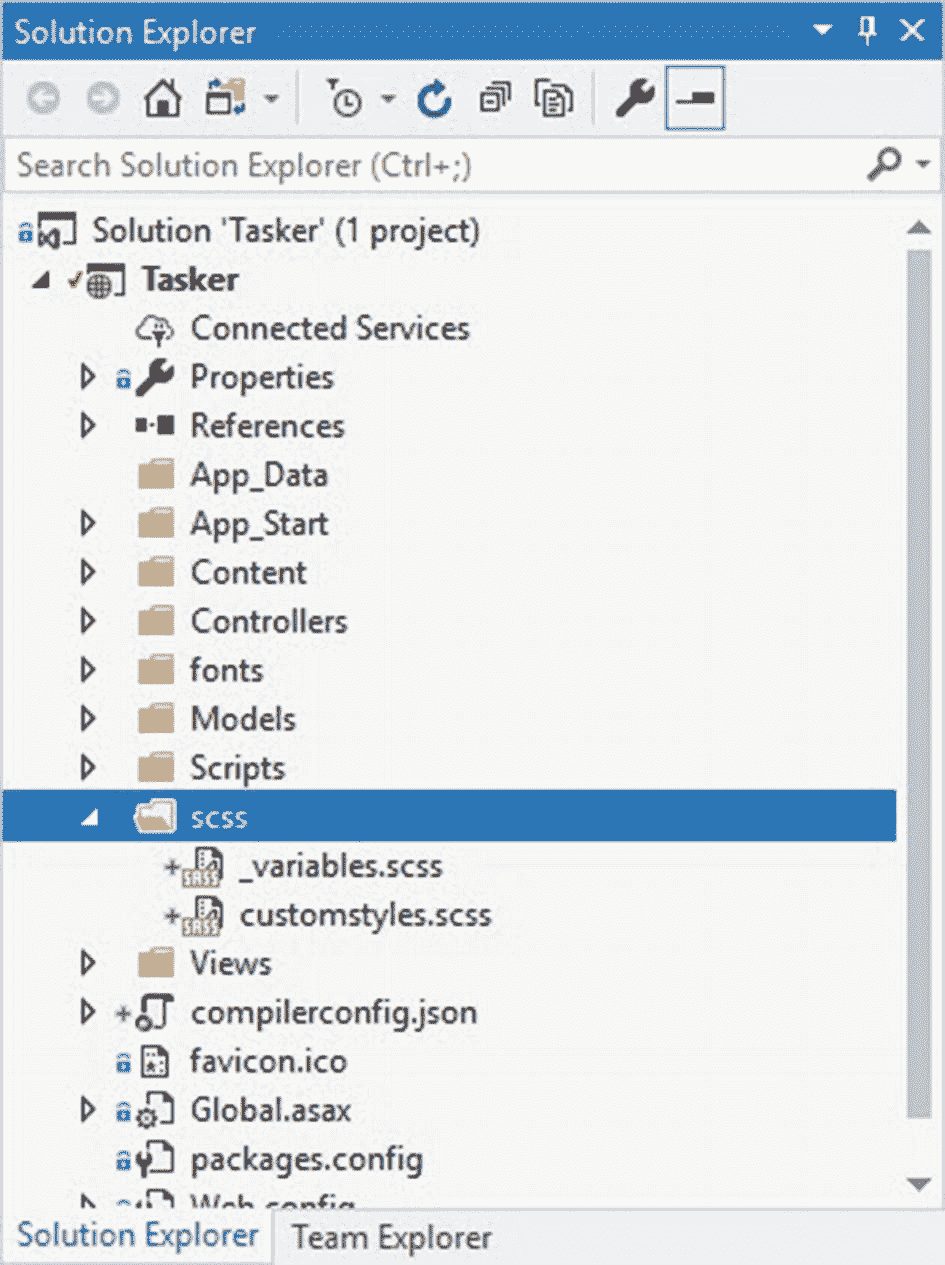 Solution Explorer
Search Solution Explorer (Ctrl+;)
Solution 'Tasker' (1 project)
Tasker
Connected Services
Properties
References
App_Data
App_Start
Content
Controllers
fonts
Models
Scripts
scss
SASS _variables.scss
SASS customstyles.scss
Views
compilerconfig.json
favicon.ico
Global.asax
packages.config
Web.config
Solution Explorer Team Explorer